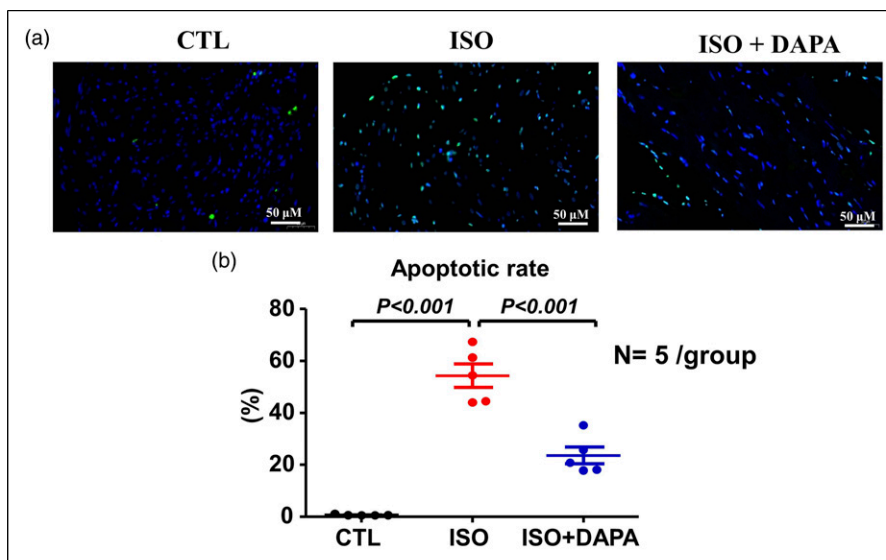 (a)
CTL
ISO
ISO + DAPA
50 µM
50 µM
50 µM
(b)
Apoptotic rate
P<0.001
P<0.001
N= 5 /group
(%)
80
60
40
20
0
CTL
ISO
ISO+DAPA